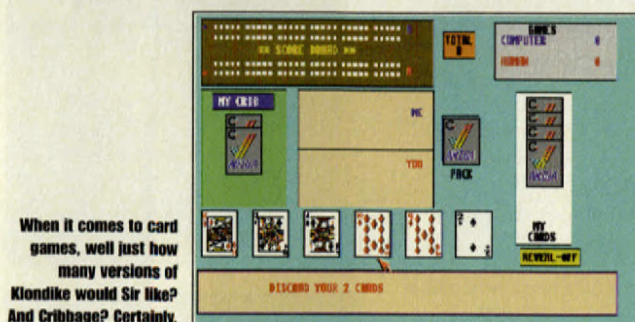 SCORE BOARD
TOTAL
0
GAMES
COMPUTER 0
HUMAN 0
MY CRIB
ME
YOU
PACK
MY
CARDS
REVEAL-OFF
DISCARD YOUR 2 CARDS
When it comes to card
games, well just how
many versions of
Klondike would Sir like?
And Cribbage? Certainly.